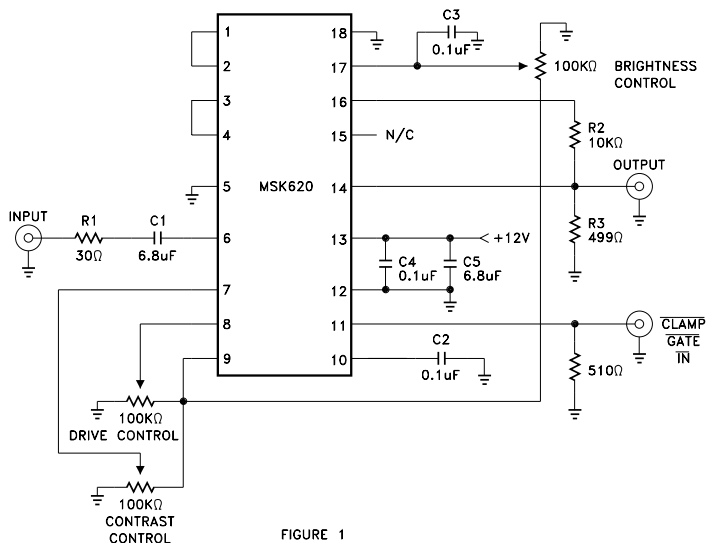 C3
0.1uF
100KΩ
BRIGHTNESS
CONTROL
1
2
3
4
5
6
7
8
9
MSK620
18
17
16
15
14
13
12
11
10
N/C
R2
10KΩ
OUTPUT
R3
499Ω
INPUT
R1
30Ω
C1
6.8uF
+12V
C4
0.1uF
C5
6.8uF
CLAMP
GATE
IN
510Ω
C2
0.1uF
100KΩ
DRIVE CONTROL
100KΩ
CONTRAST
CONTROL
FIGURE 1